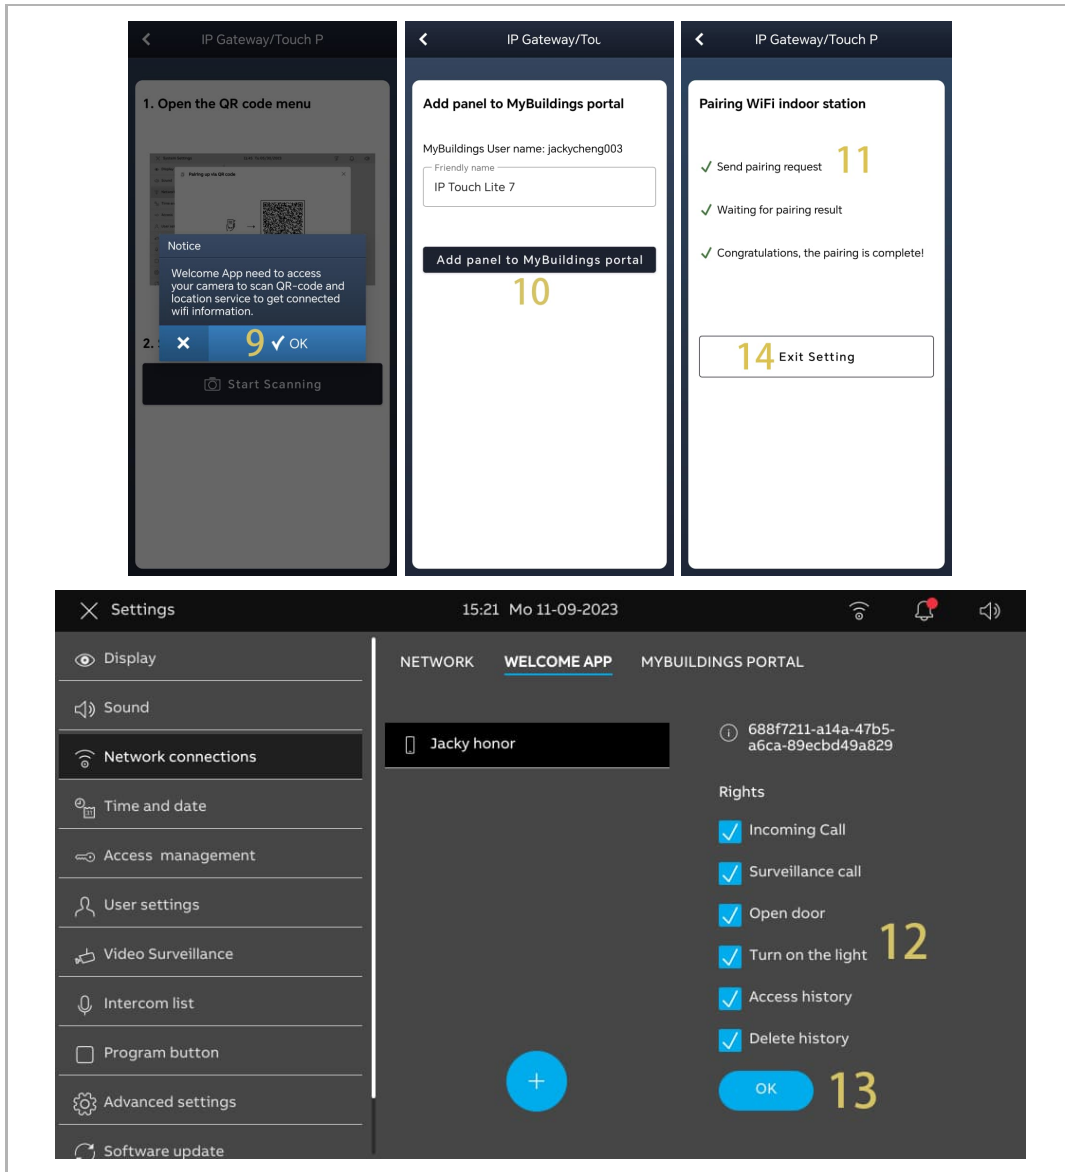 IP Gateway/Touch P
1. Open the QR code menu
Pairing up via QR code
Notice
Welcome App need to access
your camera to scan QR-code and
location service to get connected
wifi information.
2.
9 OK
Start Scanning
IP Gateway/Tou
Add panel to MyBuildings portal
MyBuildings User name: jackycheng003
Friendly name
IP Touch Lite 7
Add panel to MyBuildings portal
10
IP Gateway/Touch P
Pairing WiFi indoor station
Send pairing request 11
Waiting for pairing result
Congratulations, the pairing is complete!
14 Exit Setting
Settings 15:21 Mo 11-09-2023
Display
Sound
Network connections
Time and date
Access management
User settings
Video Surveillance
Intercom list
Program button
Advanced settings
Software update
NETWORK WELCOME APP MYBUILDINGS PORTAL
Jacky honor
+
688f7211-a14a-47b5-
a6ca-89ecbd49a829
Rights
Incoming Call
Surveillance call
Open door
12
Turn on the light
Access history
Delete history
OK 13